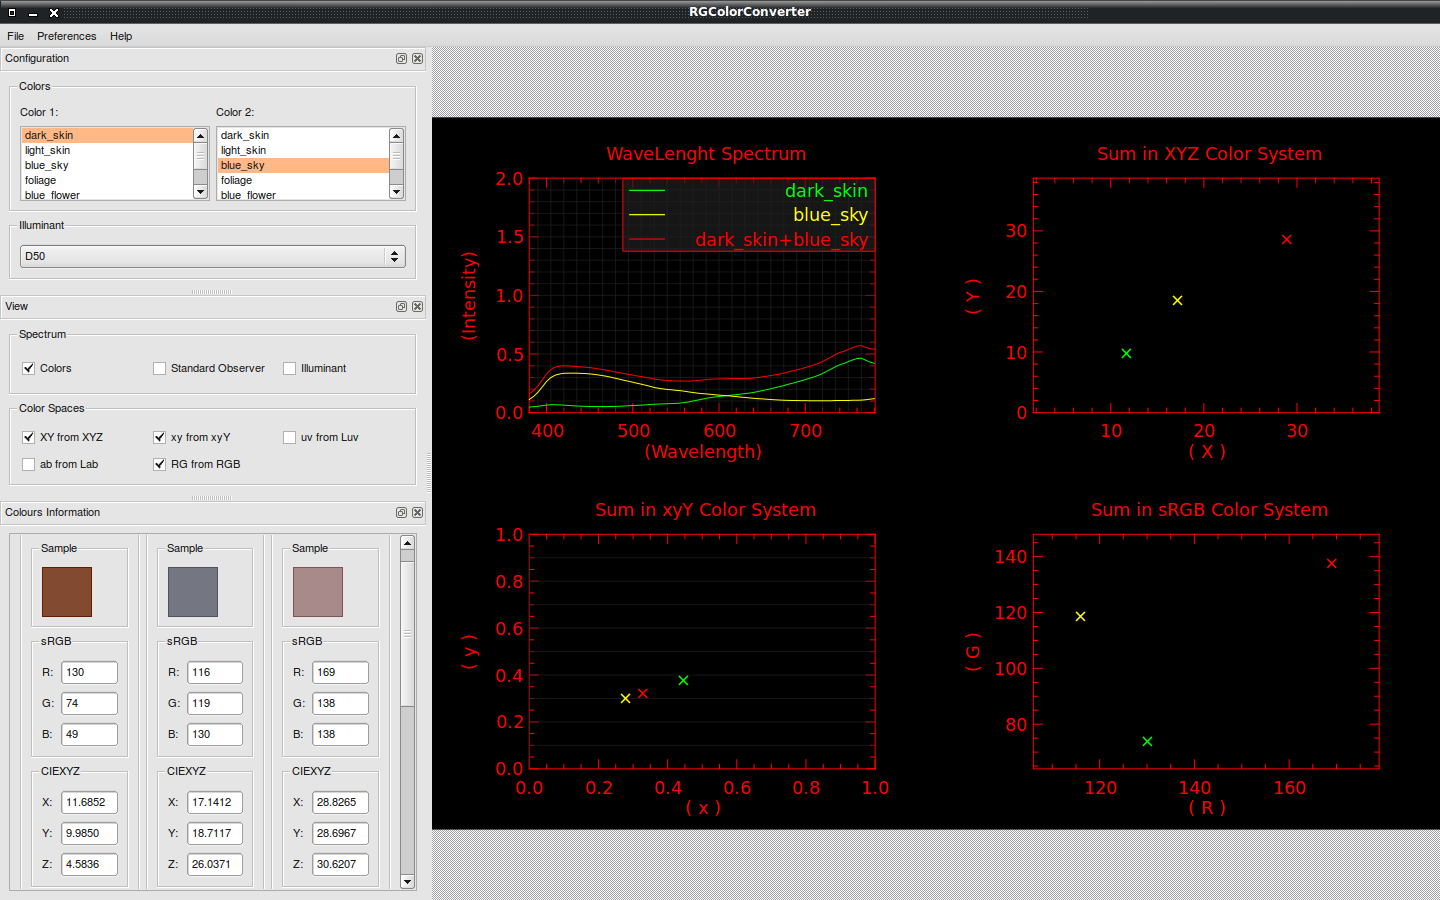 RGColorConverter
File Preferences Help
Configuration
Colors
Color 1: Color 2:
dark_skin dark_skin
light_skin light_skin
blue_sky blue_sky
foliage foliage
blue_flower blue_flower
Illuminant
D50
View
Spectrum
Colors Standard Observer Illuminant
Color Spaces
XY from XYZ xy from xyY uv from Luv
ab from Lab RG from RGB
Colours Information
Sample Sample Sample
sRGB sRGB sRGB
R: 130 R: 116 R: 169
G: 74 G: 119 G: 138
B: 49 B: 130 B: 138
CIEXYZ CIEXYZ CIEXYZ
X: 11.6852 X: 17.1412 X: 28.8265
Y: 9.9850 Y: 18.7117 Y: 28.6967
Z: 4.5836 Z: 26.0371 Z: 30.6207
WaveLenght Spectrum
dark_skin
blue_sky
dark_skin+blue_sky
(Intensity)
2.0
1.5
1.0
0.5
0.0
400 500 600 700
(Wavelength)
Sum in XYZ Color System
( Y )
30
20
10
0
10 20 30
( X )
Sum in xyY Color System
( y )
1.0
0.8
0.6
0.4
0.2
0.0
0.0 0.2 0.4 0.6 0.8 1.0
( x )
Sum in sRGB Color System
( G )
140
120
100
80
120 140 160
( R )